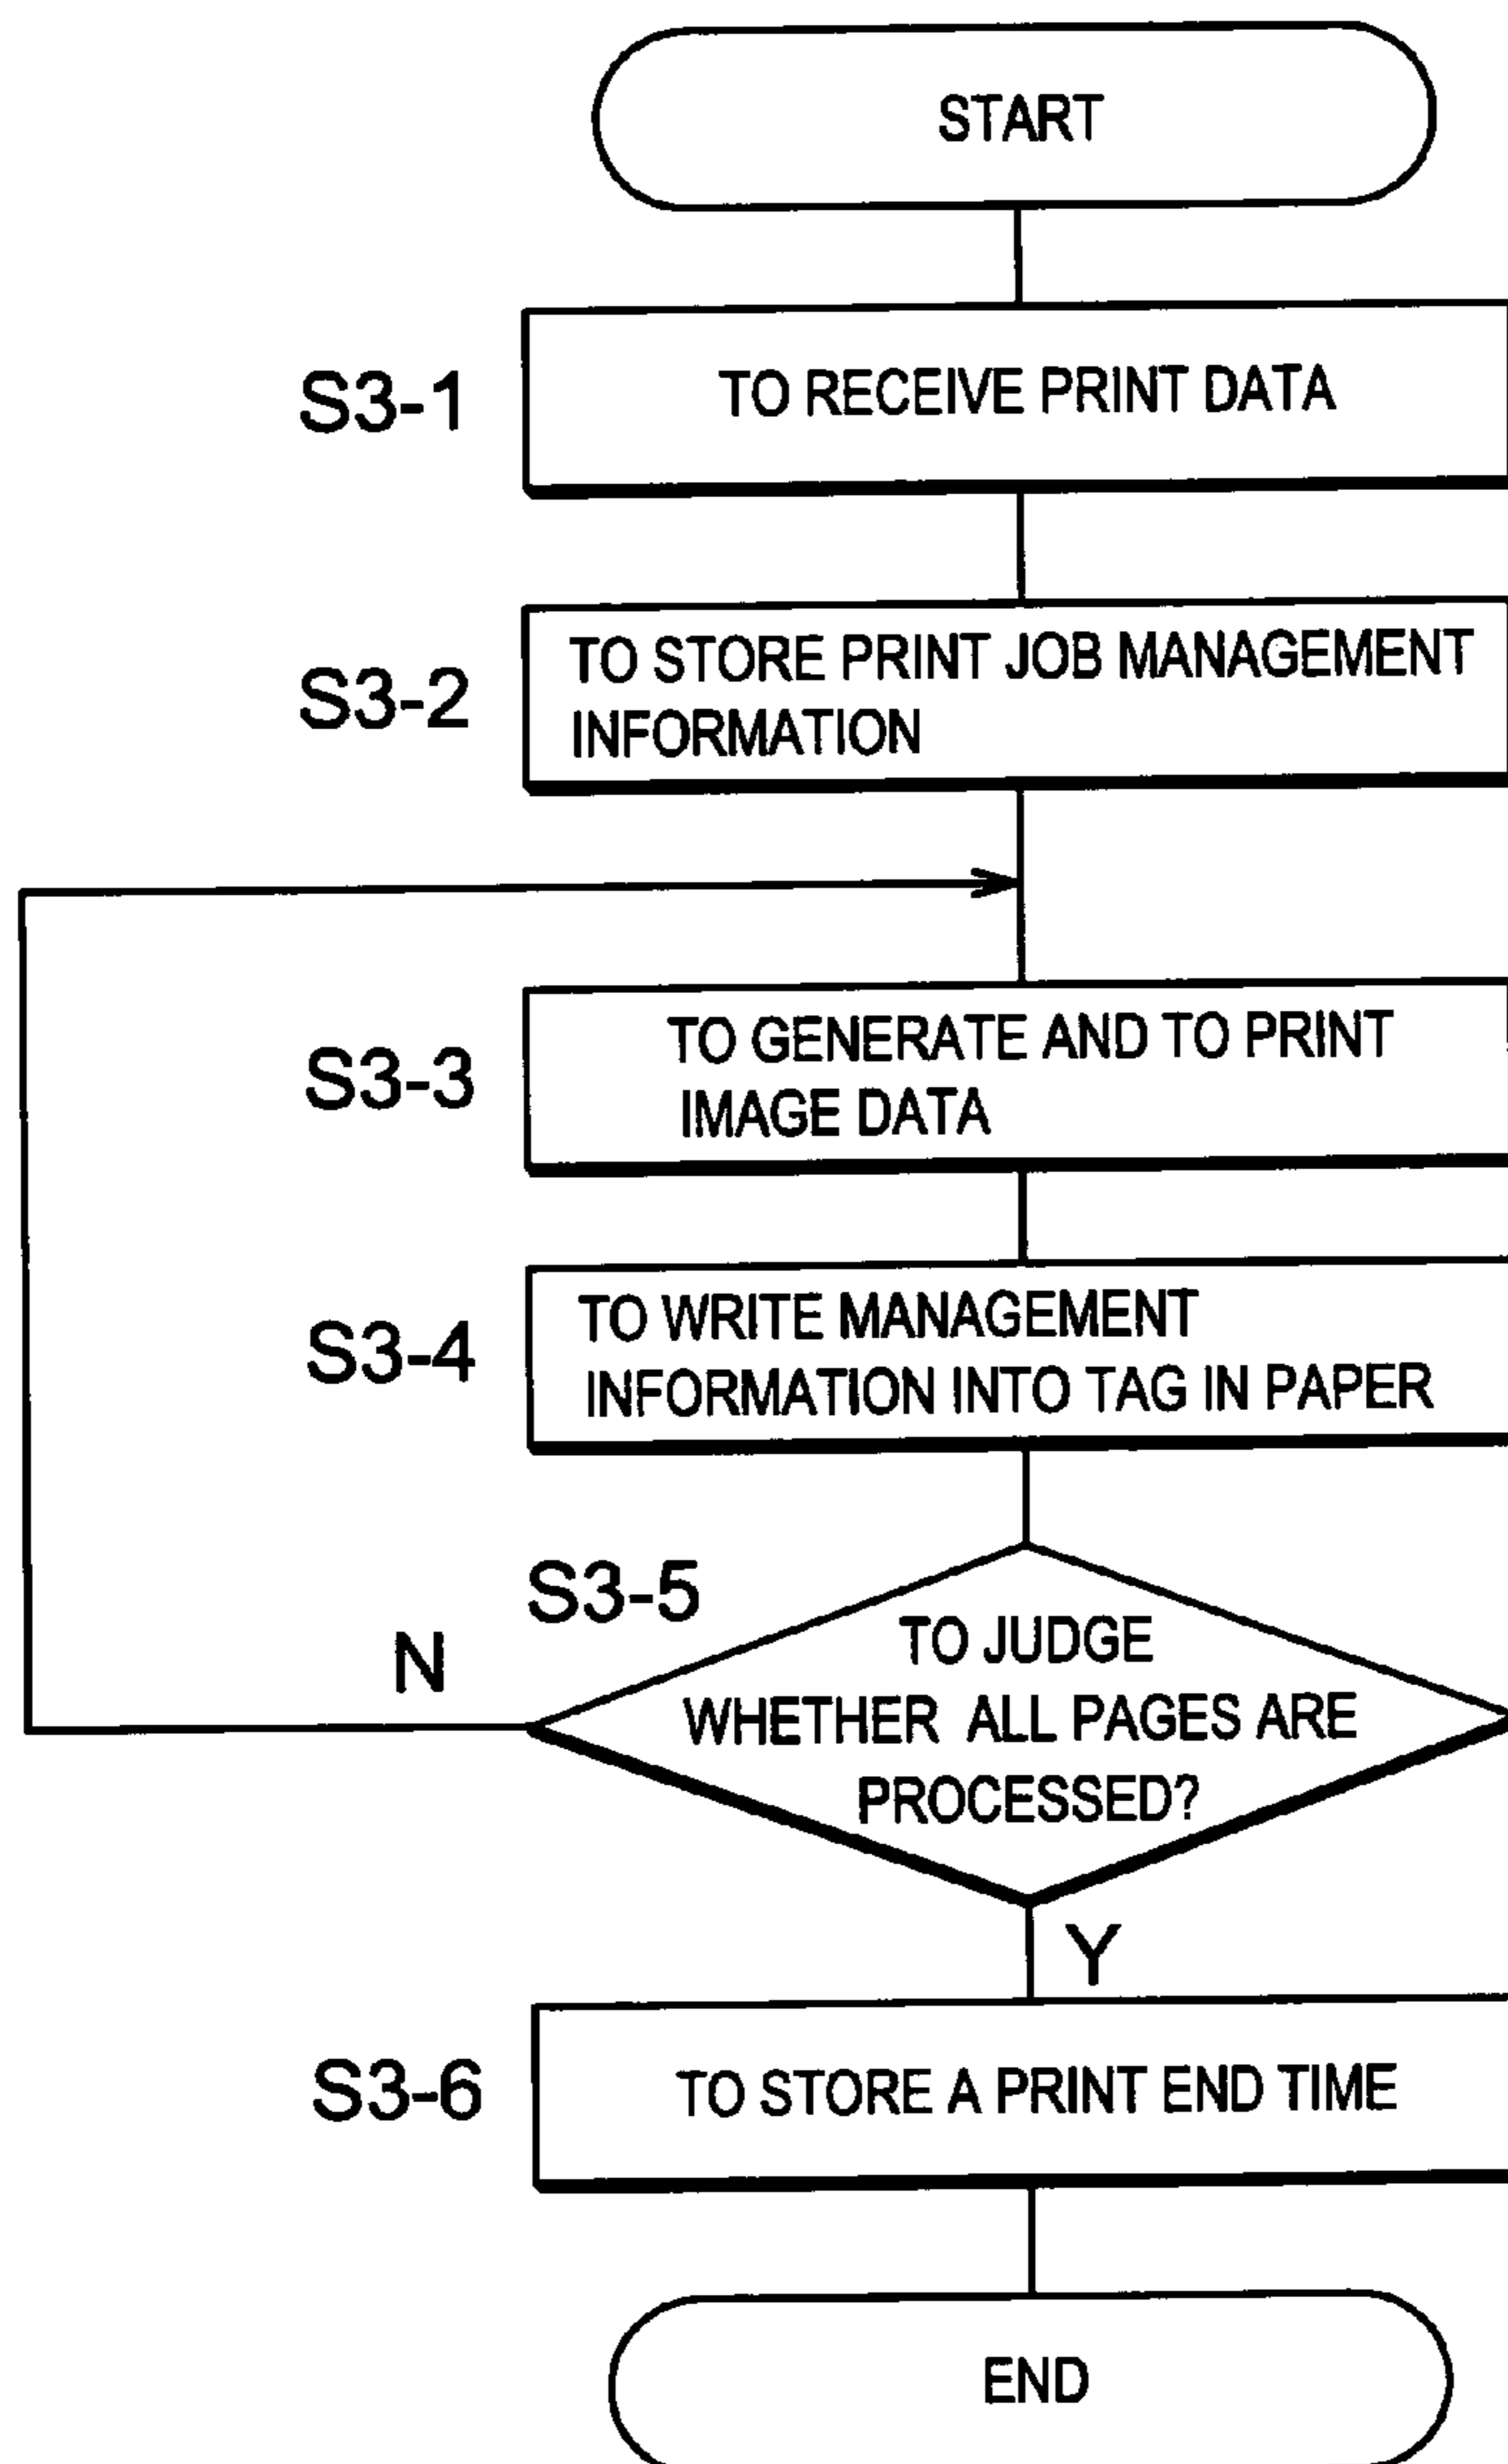 START
S3-1
TO RECEIVE PRINT DATA
S3-2
TO STORE PRINT JOB MANAGEMENT
INFORMATION
S3-3
TO GENERATE AND TO PRINT
IMAGE DATA
S3-4
TO WRITE MANAGEMENT
INFORMATION INTO TAG IN PAPER
S3-5
N
TO JUDGE
WHETHER ALL PAGES ARE
PROCESSED?
Y
S3-6
TO STORE A PRINT END TIME
END